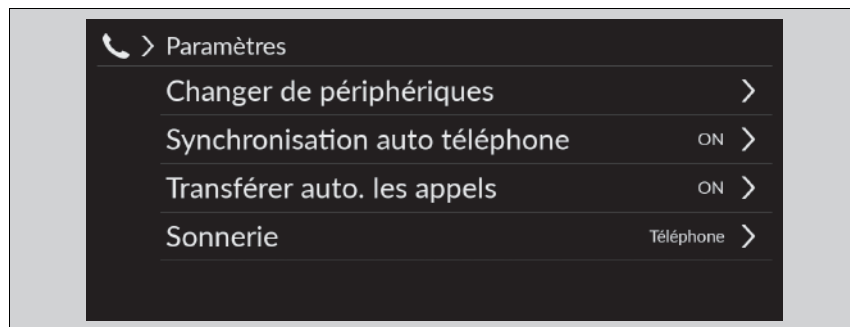 Paramètres
Changer de périphériques
Synchronisation auto téléphone ON
Transférer auto. les appels ON
Sonnerie Téléphone